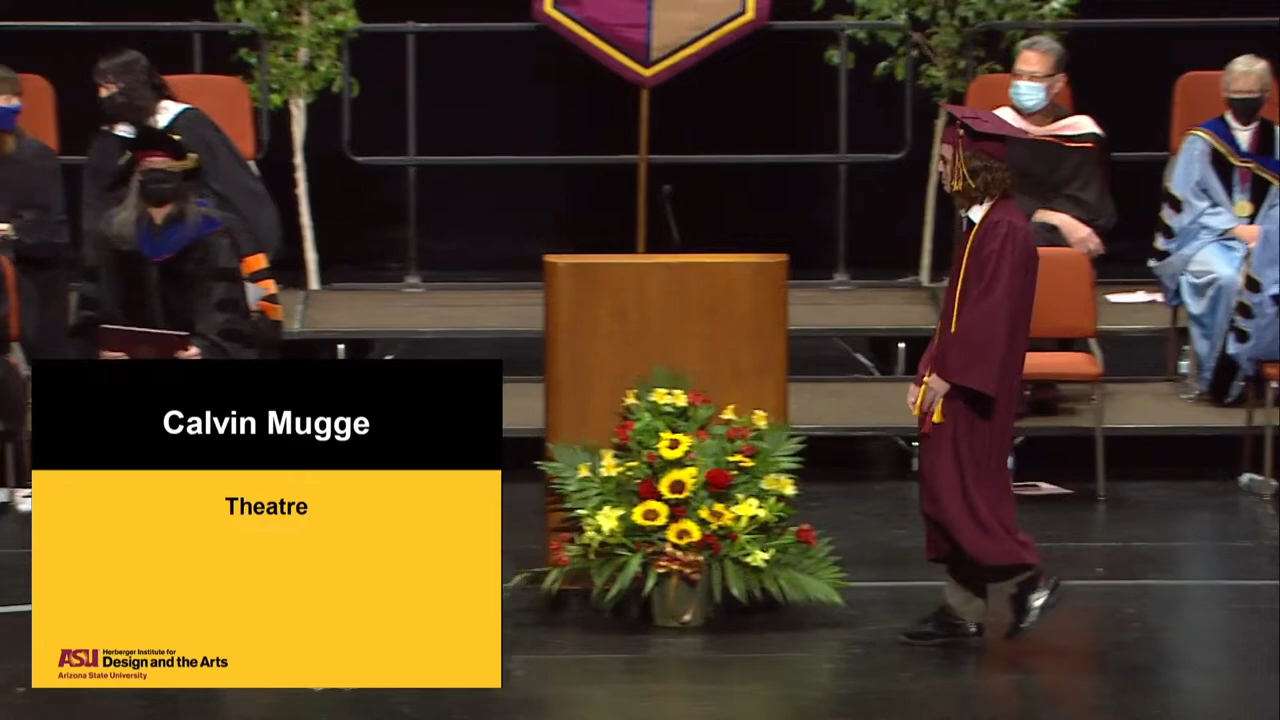 Calvin Mugge
Theatre
ASU Herberger Institute for
Design and the Arts
Arizona State University